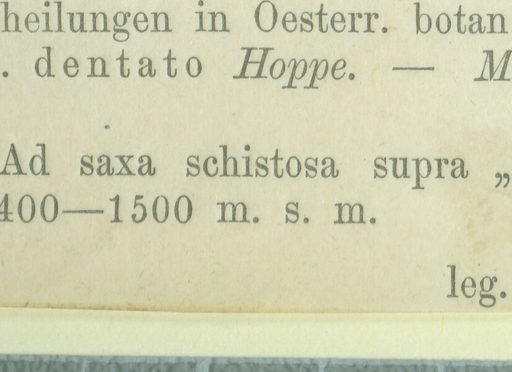 heilungen in Oesterr. botan
. dentato Hoppe. — M
Ad saxa schistosa supra „
400—1500 m. s. m.
leg.